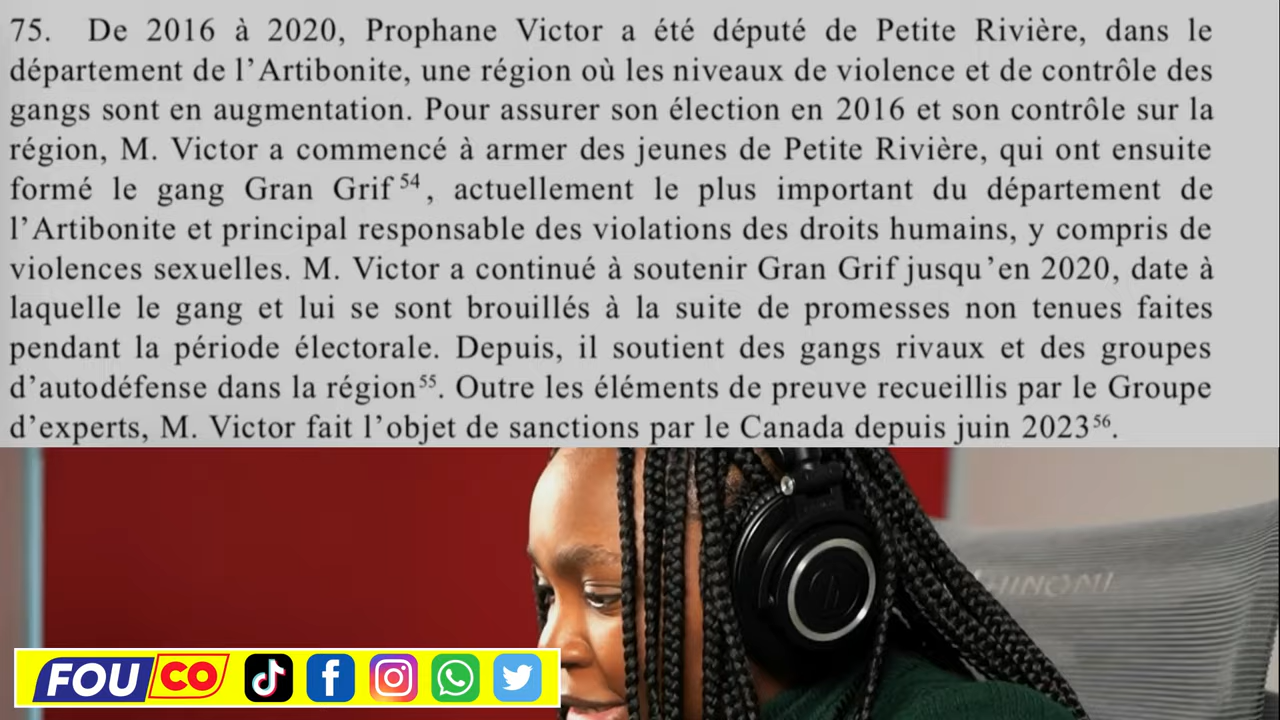 75. De 2016 à 2020, Prophane Victor a été député de Petite Rivière, dans le
département de l’Artibonite, une région où les niveaux de violence et de contrôle des
gangs sont en augmentation. Pour assurer son élection en 2016 et son contrôle sur la
région, M. Victor a commencé à armer des jeunes de Petite Rivière, qui ont ensuite
formé le gang Gran Grif 54, actuellement le plus important du département de
l’Artibonite et principal responsable des violations des droits humains, y compris de
violences sexuelles. M. Victor a continué à soutenir Gran Grif jusqu’en 2020, date à
laquelle le gang et lui se sont brouillés à la suite de promesses non tenues faites
pendant la période électorale. Depuis, il soutient des gangs rivaux et des groupes
d’autodéfense dans la région55. Outre les éléments de preuve recueillis par le Groupe
d’experts, M. Victor fait l’objet de sanctions par le Canada depuis juin 202356.
FOUCO